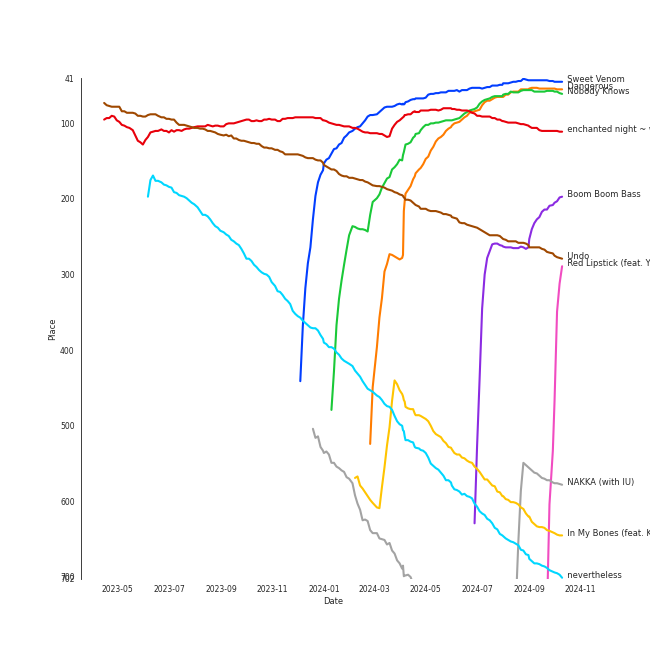 41
100
200
300
400
500
600
702
Place
Sweet Venom
Dangerous
Nobody Knows
enchanted night ~
Boom Boom Bass
Undo
Red Lipstick (feat. Y
NAKKA (with IU)
In My Bones (feat. K
nevertheless
2023-05 2023-07 2023-09 2023-11 2024-01 2024-03 2024-05 2024-07 2024-09 2024-11
Date